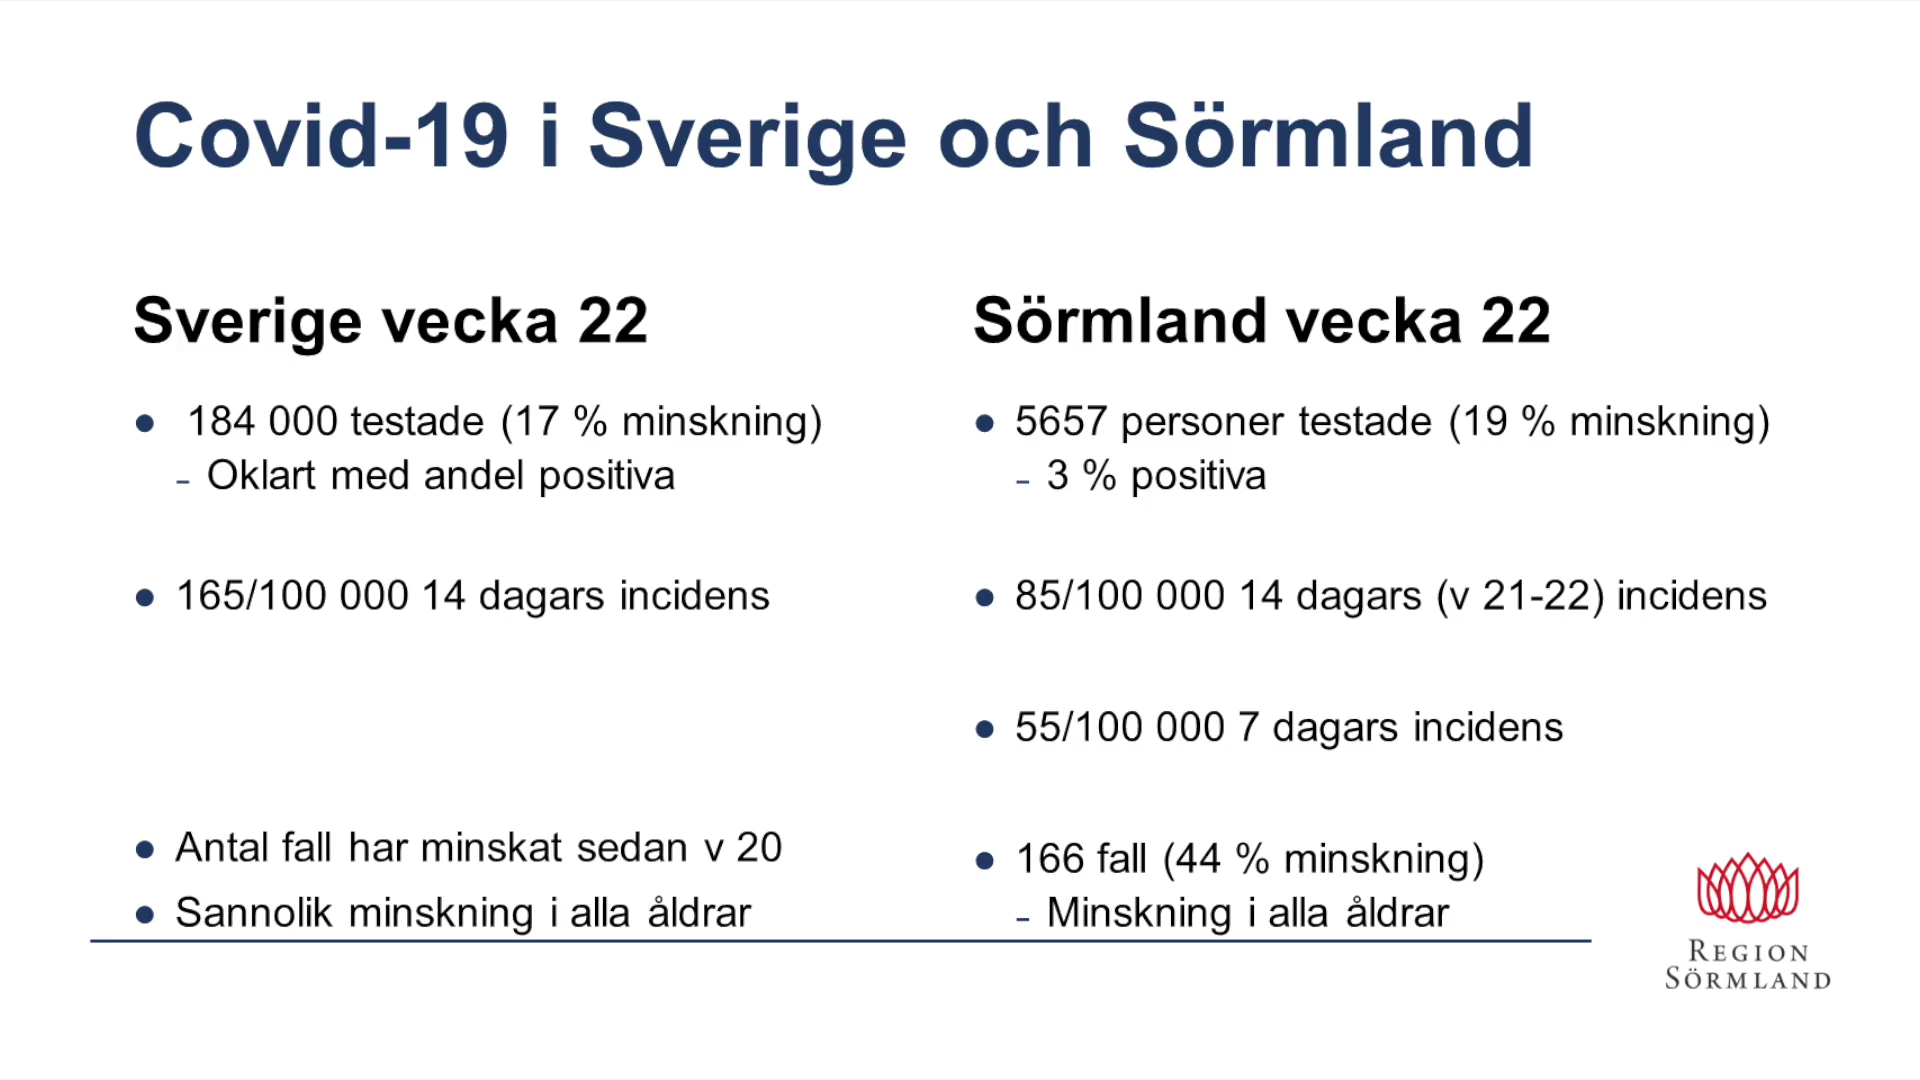 Covid-19 i Sverige och Sörmland
Sverige vecka 22
● 184 000 testade (17 % minskning)
- Oklart med andel positiva
● 165/100 000 14 dagars incidens
● Antal fall har minskat sedan v 20
● Sannolik minskning i alla åldrar
Sörmland vecka 22
● 5657 personer testade (19 % minskning)
- 3 % positiva
● 85/100 000 14 dagars (v 21-22) incidens
● 55/100 000 7 dagars incidens
● 166 fall (44 % minskning)
- Minskning i alla åldrar
REGION
SÖRMLAND